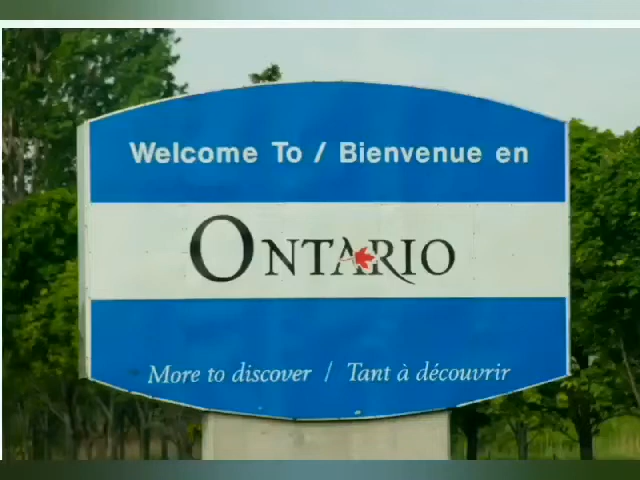 Welcome To / Bienvenue en
ONTARIO
More to discover / Tant à découvrir